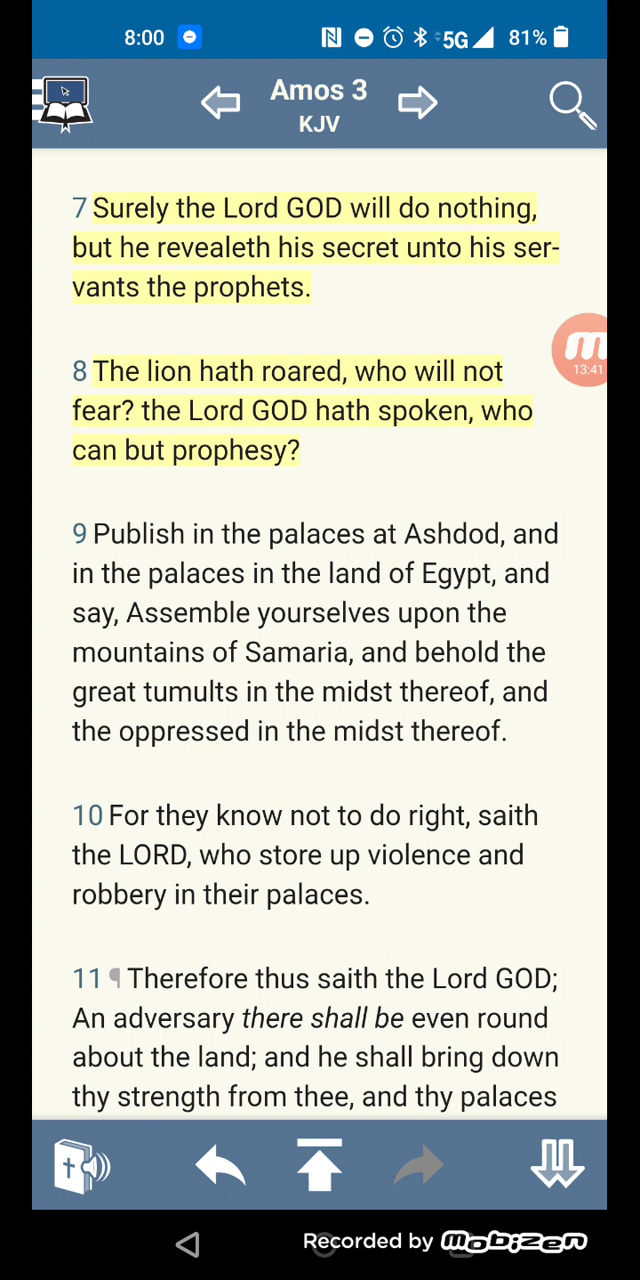 8:00 5G 81%
Amos 3
KJV
7 Surely the Lord GOD will do nothing,
but he revealeth his secret unto his ser-
vants the prophets.
8 The lion hath roared, who will not
fear? the Lord GOD hath spoken, who
can but prophesy?
13:41
9 Publish in the palaces at Ashdod, and
in the palaces in the land of Egypt, and
say, Assemble yourselves upon the
mountains of Samaria, and behold the
great tumults in the midst thereof, and
the oppressed in the midst thereof.
10 For they know not to do right, saith
the LORD, who store up violence and
robbery in their palaces.
11 ¶ Therefore thus saith the Lord GOD;
An adversary there shall be even round
about the land; and he shall bring down
thy strength from thee, and thy palaces
Recorded by mobizen